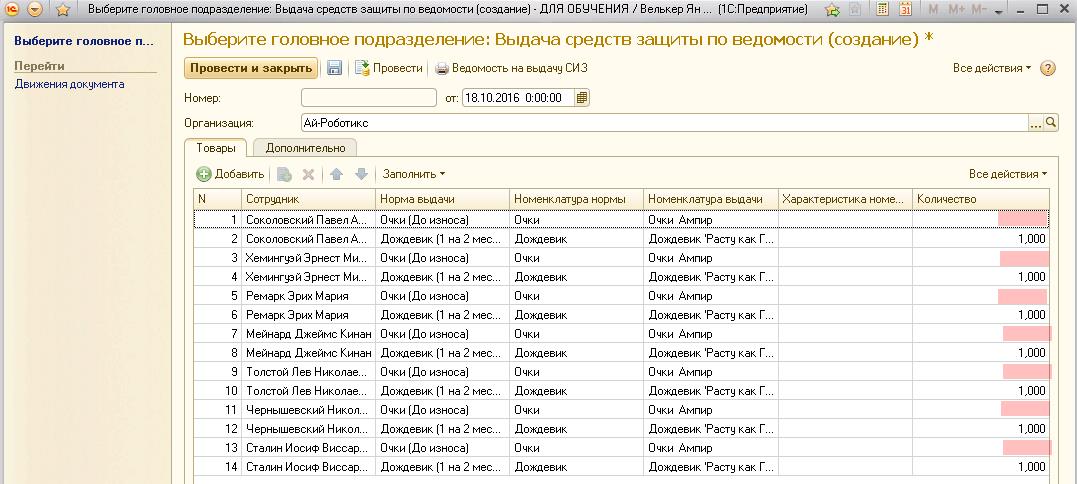 Выберите головное подразделение: Выдача средств защиты по ведомости (создание) - ДЛЯ ОБУЧЕНИЯ / Велькер Ян ... (1С:Предприятие) M M+ M-
Выберите головное п...
Перейти
Движения документа
Выберите головное подразделение: Выдача средств защиты по ведомости (создание) *
Провести и закрыть Провести Ведомость на выдачу СИЗ Все действия
Номер: от: 18.10.2016 0:00:00
Организация: Ай-Роботикс
Товары Дополнительно
Добавить Заполнить Все действия
N Сотрудник Норма выдачи Номенклатура нормы Номенклатура выдачи Характеристика номе... Количество
1 Соколовский Павел А... Очки (До износа) Очки Очки Ампир
2 Соколовский Павел А... Дождевик (1 на 2 мес... Дождевик Дождевик 'Расту как Г... 1,000
3 Хемингуэй Эрнест Ми... Очки (До износа) Очки Очки Ампир
4 Хемингуэй Эрнест Ми... Дождевик (1 на 2 мес... Дождевик Дождевик 'Расту как Г... 1,000
5 Ремарк Эрих Мария Очки (До износа) Очки Очки Ампир
6 Ремарк Эрих Мария Дождевик (1 на 2 мес... Дождевик Дождевик 'Расту как Г... 1,000
7 Мейнард Джеймс Кинан Очки (До износа) Очки Очки Ампир
8 Мейнард Джеймс Кинан Дождевик (1 на 2 мес... Дождевик Дождевик 'Расту как Г... 1,000
9 Толстой Лев Николае... Очки (До износа) Очки Очки Ампир
10 Толстой Лев Николае... Дождевик (1 на 2 мес... Дождевик Дождевик 'Расту как Г... 1,000
11 Чернышевский Никол... Очки (До износа) Очки Очки Ампир
12 Чернышевский Никол... Дождевик (1 на 2 мес... Дождевик Дождевик 'Расту как Г... 1,000
13 Сталин Иосиф Виссар... Очки (До износа) Очки Очки Ампир
14 Сталин Иосиф Виссар... Дождевик (1 на 2 мес... Дождевик Дождевик 'Расту как Г... 1,000